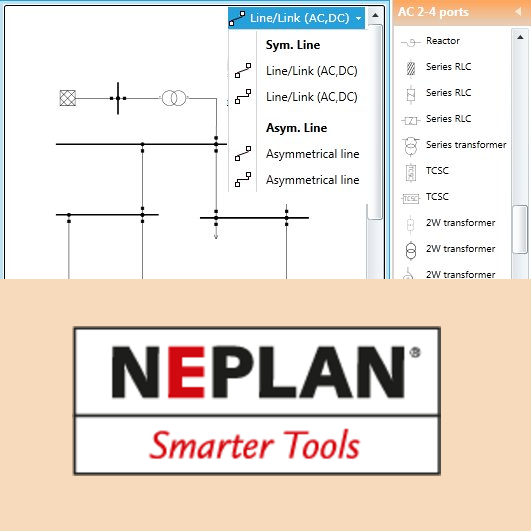 Line/Link (AC,DC)
Sym. Line
Line/Link (AC,DC)
Line/Link (AC,DC)
Asym. Line
Asymmetrical line
Asymmetrical line
AC 2-4 ports
Reactor
Series RLC
Series RLC
Series RLC
Series transformer
TCSC
TCSC
2W transformer
2W transformer
2W transformer
NEPLAN®
Smarter Tools